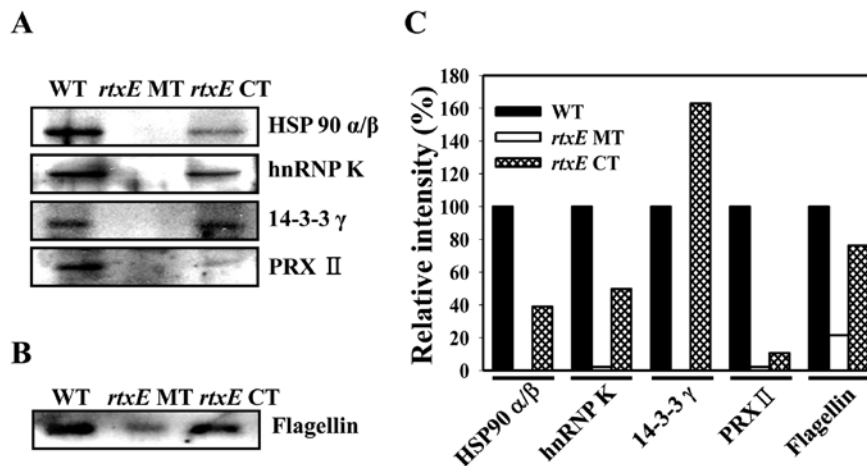 A
WT rtxE MT rtxE CT
HSP 90 α/β
hnRNP K
14-3-3 γ
PRX Ⅱ
B
WT rtxE MT rtxE CT
Flagellin
C
Relative intensity (%)
180
160
140
120
100
80
60
40
20
0
WT
rtxE MT
rtxE CT
HSP90 α/β
hnRNP K
14-3-3 γ
PRX Ⅱ
Flagellin